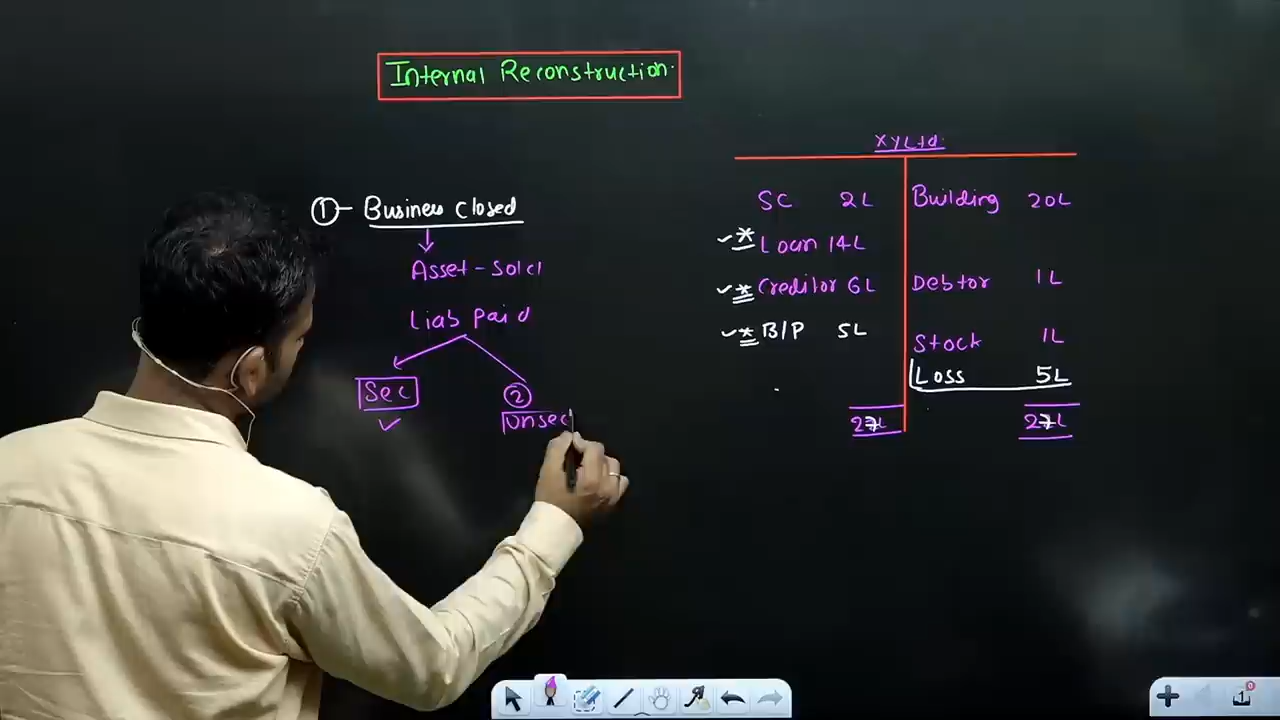 Internal Reconstruction.
① - Business Closed
Asset - Sold
Liab paid
Sec
②
Unsec
XY Ltd.
SC 2L
Building 20L
* Loan 14L
* Creditor 6L
Debtor 1L
* B/P 5L
Stock 1L
Loss 5L
27L
27L
1